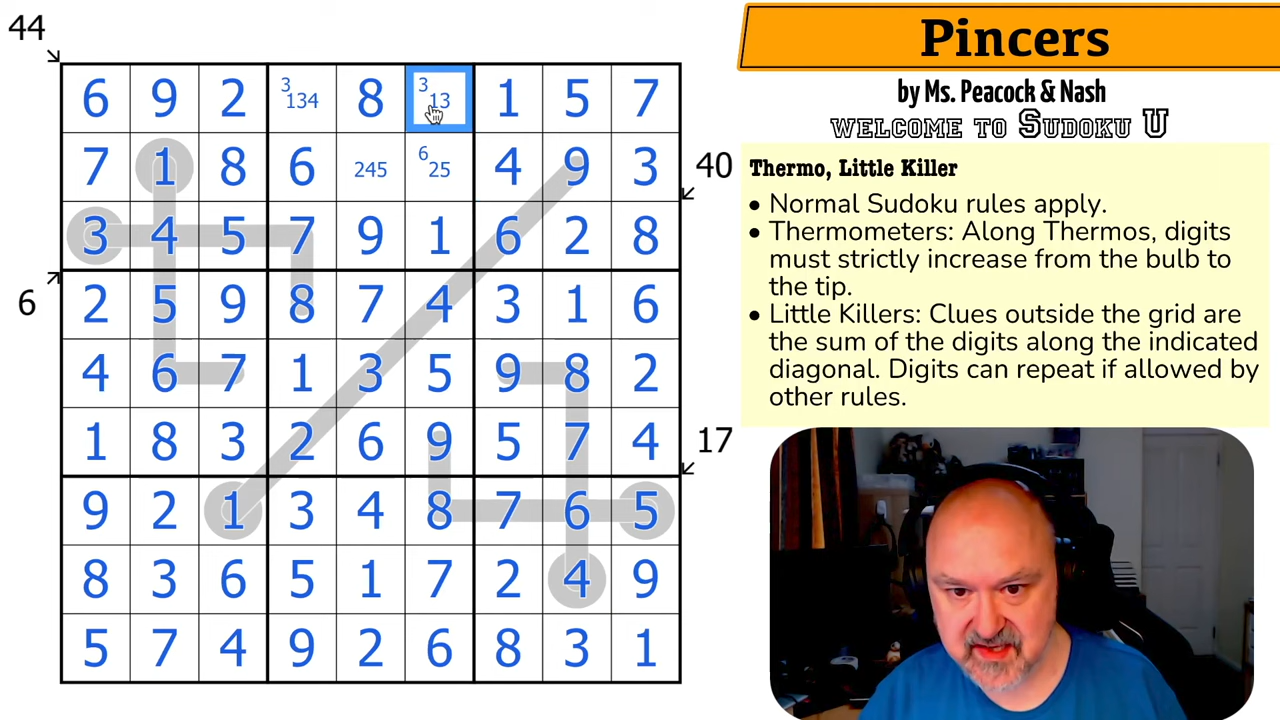 Pincers
by Ms. Peacock & Nash
WELCOME TO SUDOKU U
Thermo, Little Killer
• Normal Sudoku rules apply.
• Thermometers: Along Thermos, digits
must strictly increase from the bulb to
the tip.
• Little Killers: Clues outside the grid are
the sum of the digits along the indicated
diagonal. Digits can repeat if allowed by
other rules.
44
6 9 2 3 134 8 3 13 1 5 7
7 1 8 6 245 6 25 4 9 3 40
3 4 5 7 9 1 6 2 8
6 2 5 9 8 7 4 3 1 6
4 6 7 1 3 5 9 8 2
1 8 3 2 6 9 5 7 4 17
9 2 1 3 4 8 7 6 5
8 3 6 5 1 7 2 4 9
5 7 4 9 2 6 8 3 1